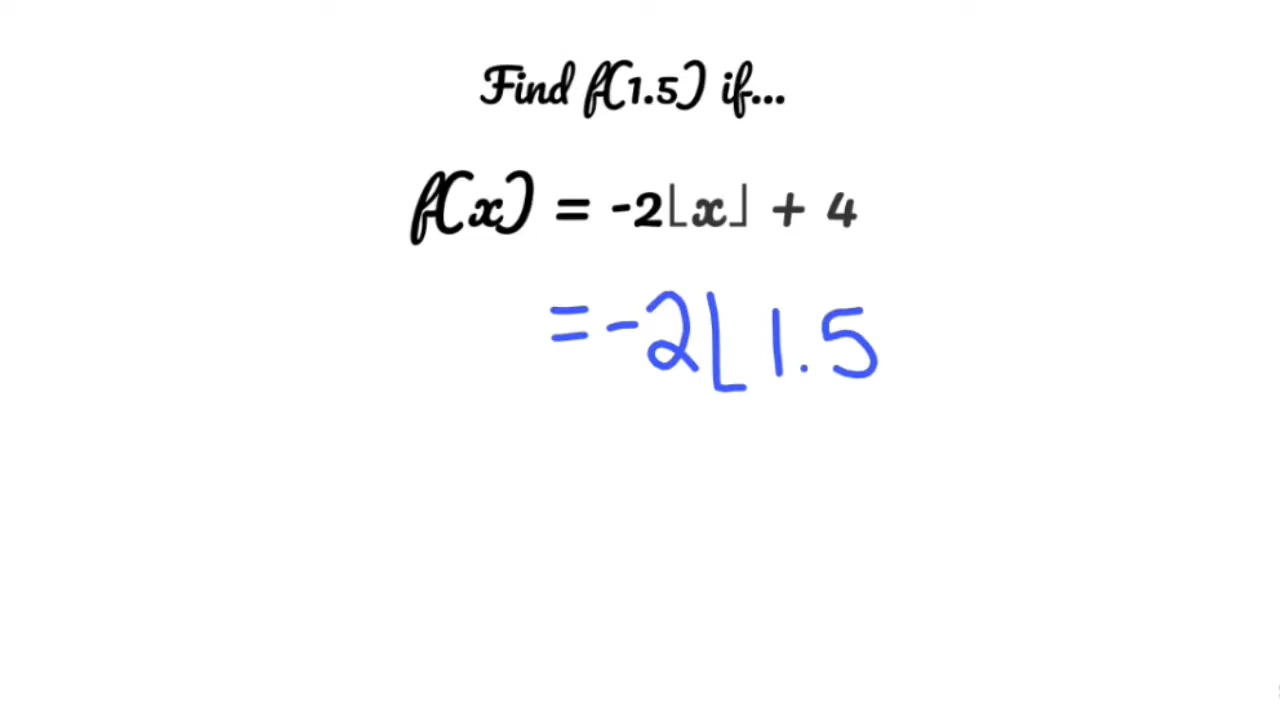 Find f(1.5) if...
f(x) = -2⌊x⌋ + 4
=-2⌊1.5